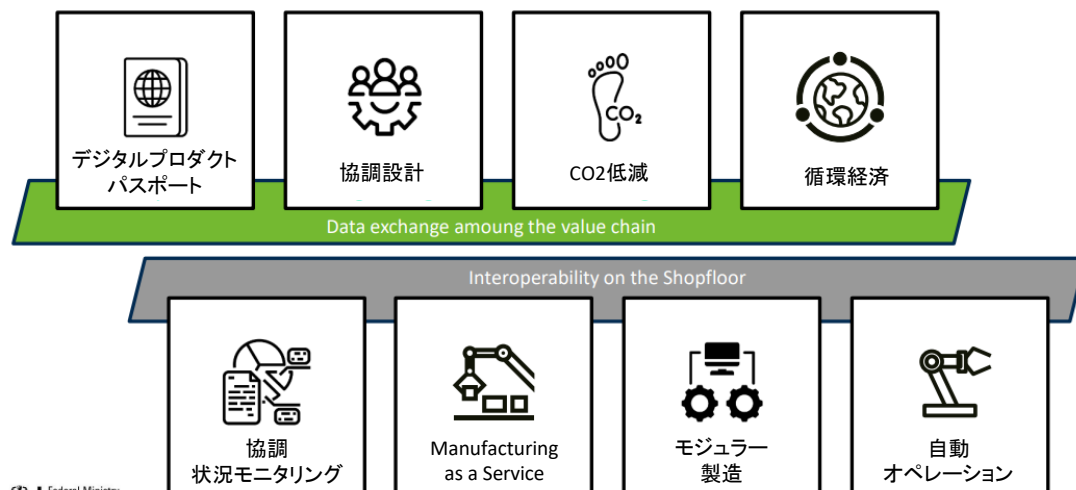 CO₂
デジタルプロダクト
パスポート
協調設計
CO2低減
循環経済
Data exchange amoung the value chain
Interoperability on the Shopfloor
協調
状況モニタリング
Manufacturing
as a Service
モジュラー
製造
自動
オペレーション
Federal Ministry